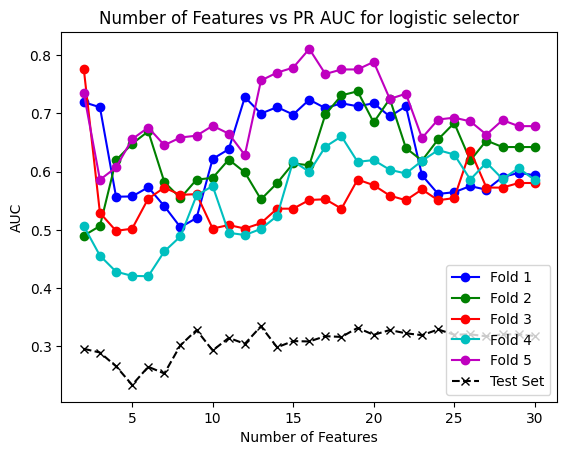 Number of Features vs PR AUC for logistic selector
AUC
0.8
0.7
0.6
0.5
0.4
0.3
5
10
15
20
25
30
Number of Features
Fold 1
Fold 2
Fold 3
Fold 4
Fold 5
Test Set